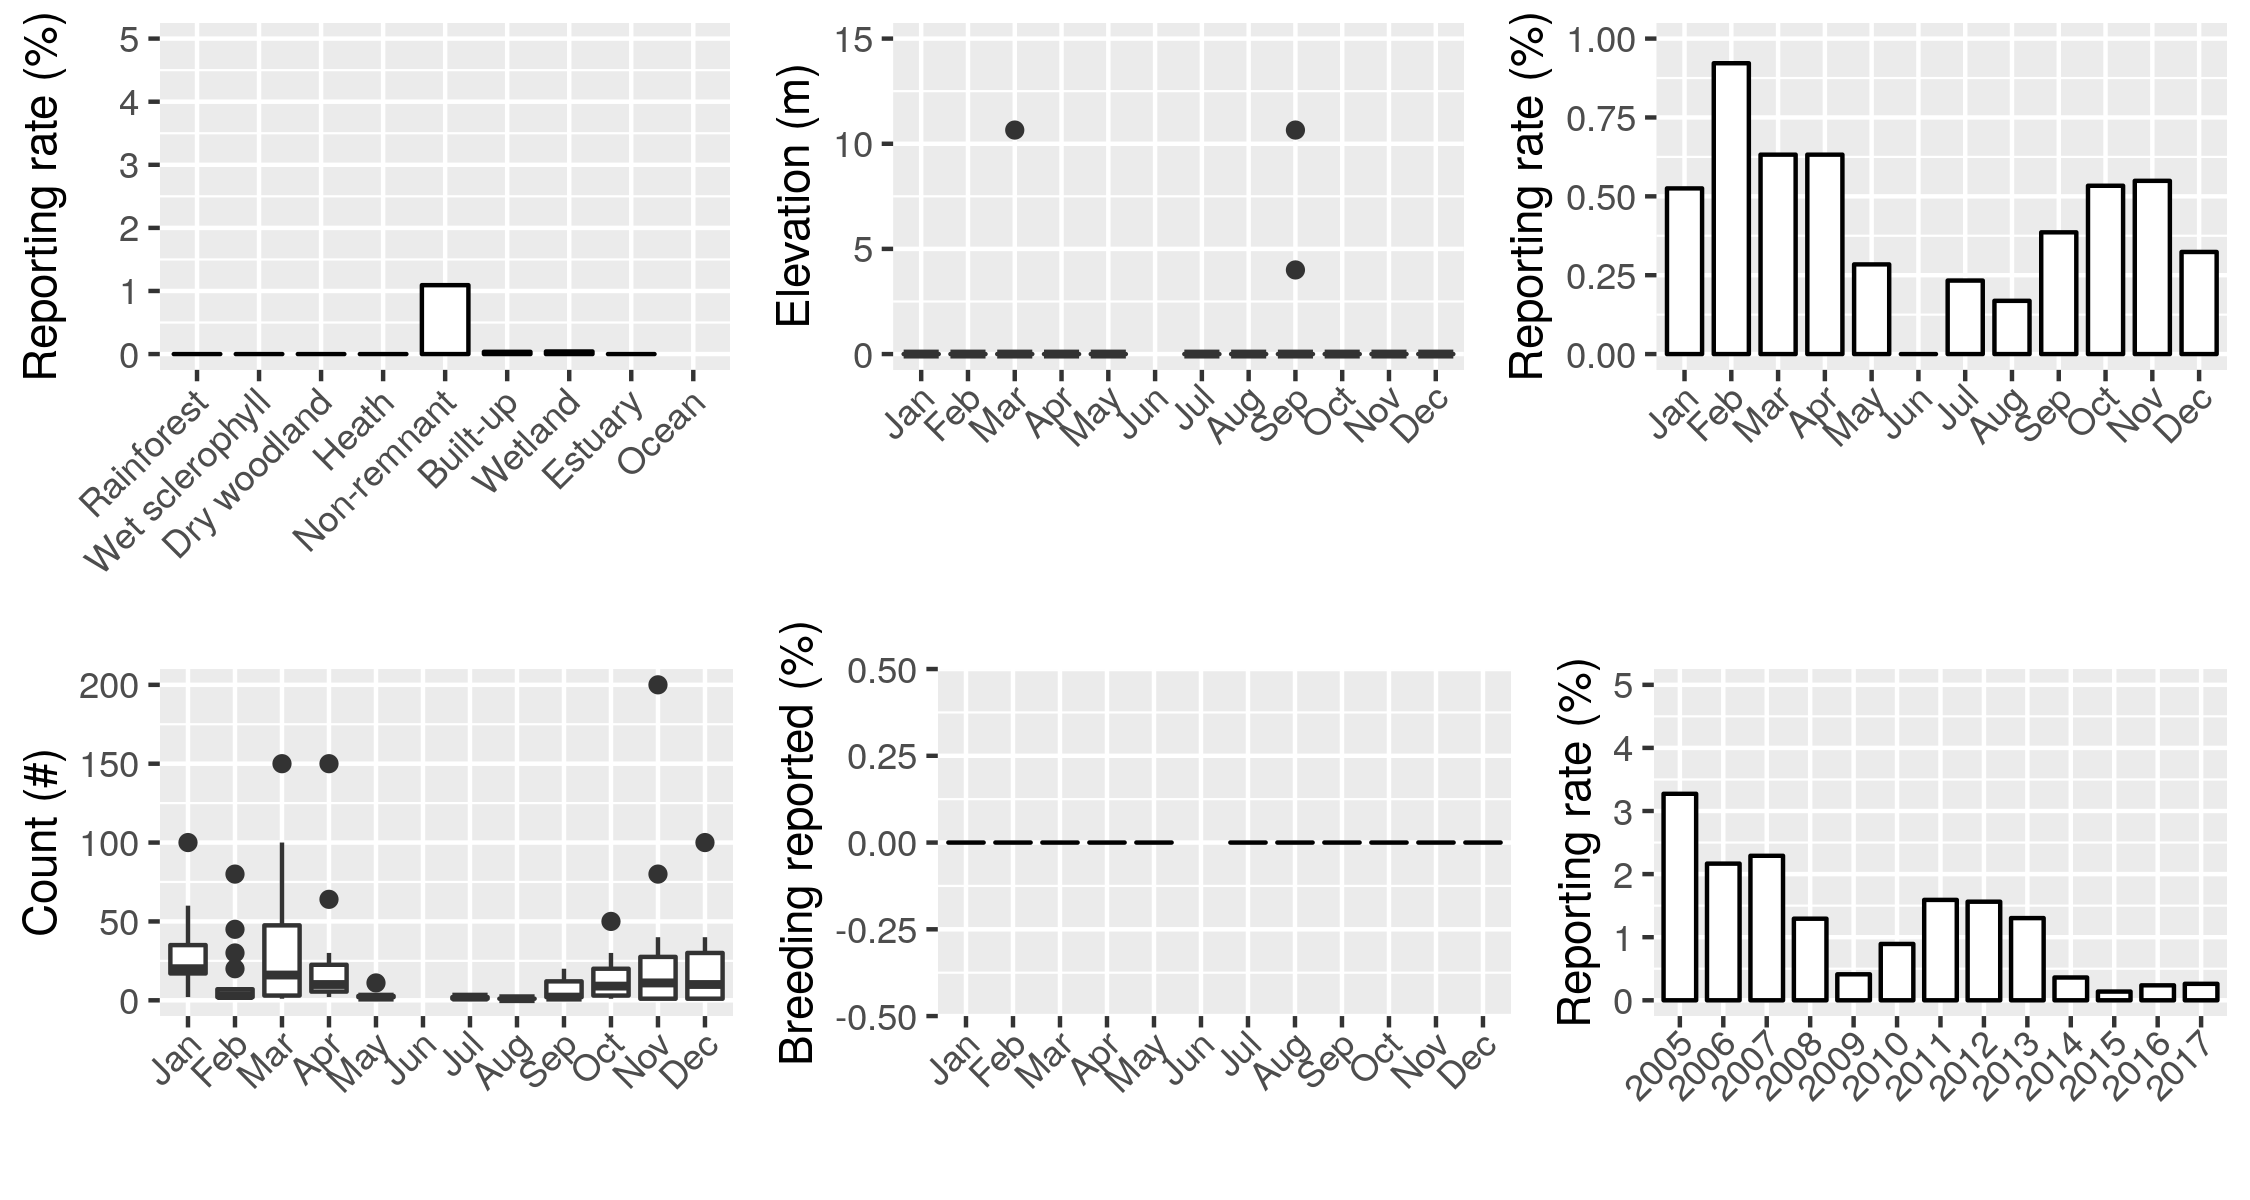 Reporting rate (%)
5
4
3
2
1
0
Rainforest
Wet sclerophyll
Dry woodland
Heath
Non-remnant
Built-up
Wetland
Estuary
Ocean
Elevation (m)
15
10
5
0
Jan
Feb
Mar
Apr
May
Jun
Jul
Aug
Sep
Oct
Nov
Dec
Reporting rate (%)
1.00
0.75
0.50
0.25
0.00
Jan
Feb
Mar
Apr
May
Jun
Jul
Aug
Sep
Oct
Nov
Dec
Count (#)
200
150
100
50
0
Jan
Feb
Mar
Apr
May
Jun
Jul
Aug
Sep
Oct
Nov
Dec
Breeding reported (%)
0.50
0.25
0.00
-0.25
-0.50
Jan
Feb
Mar
Apr
May
Jun
Jul
Aug
Sep
Oct
Nov
Dec
Reporting rate (%)
5
4
3
2
1
0
2005
2006
2007
2008
2009
2010
2011
2012
2013
2014
2015
2016
2017